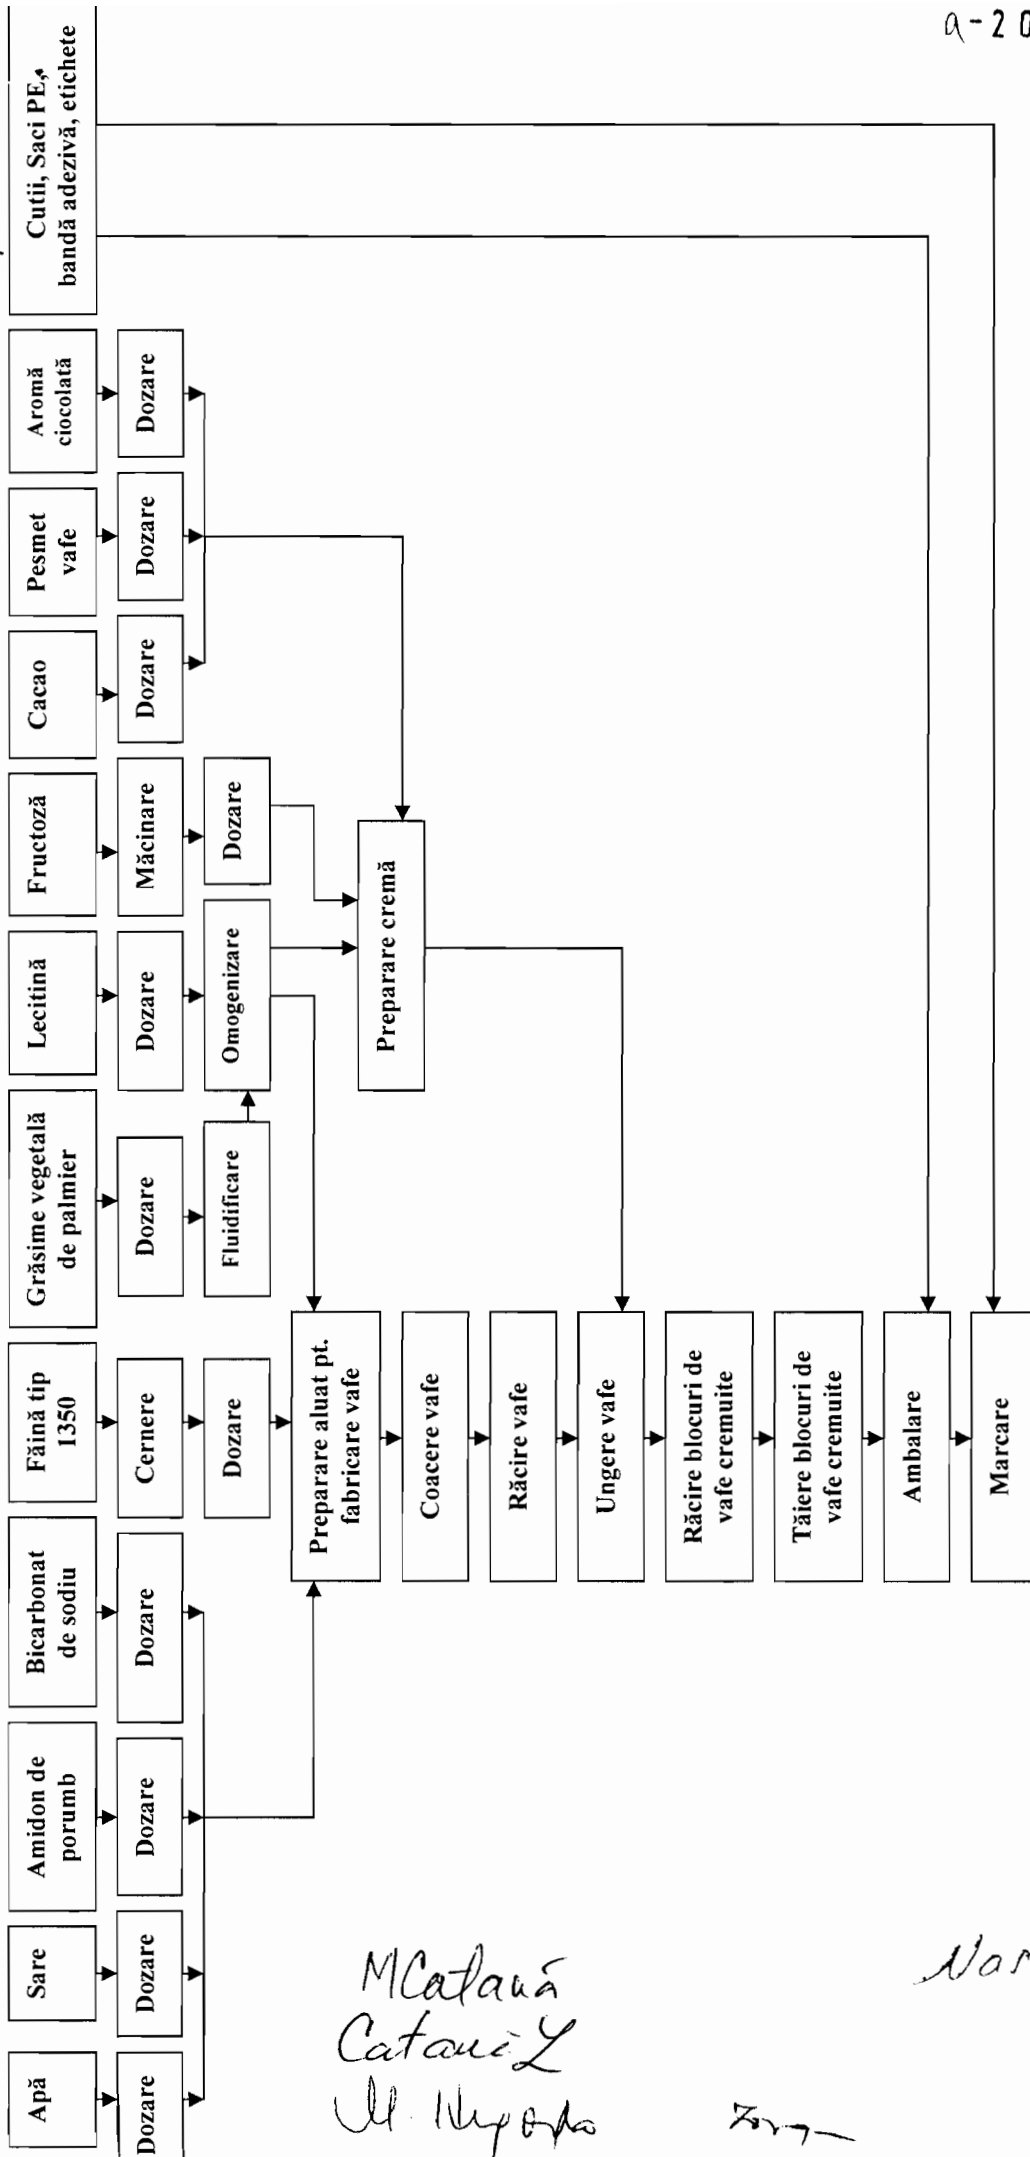 a-20
Cutii, Saci PE,
bandă adezivă, etichete
Aromă
ciocolată
Dozare
Pesmet
vafe
Dozare
Cacao
Dozare
Fructoză
Măcinare
Dozare
Lecitină
Dozare
Omogenizare
Grăsime vegetală
de palmier
Dozare
Fluidificare
Preparare cremă
Făină tip
1350
Cernere
Dozare
Bicarbonat
de sodiu
Dozare
Amidon de
porumb
Dozare
Sare
Dozare
Apă
Dozare
Preparare aluat pt.
fabricare vafe
Coacere vafe
Răcire vafe
Ungere vafe
Răcire blocuri de
vafe cremuite
Tăiere blocuri de
vafe cremuite
Ambalare
Marcare
MCatană